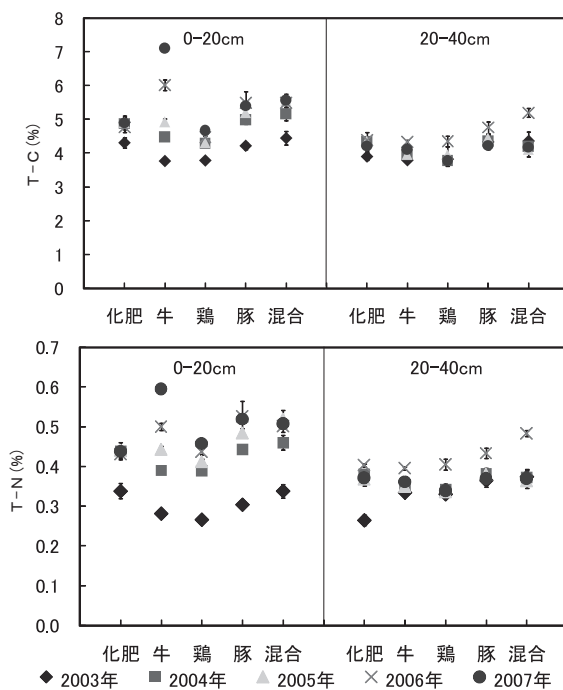 0-20cm
20-40cm
T-C (%)
8
7
6
5
4
3
2
1
0
化肥 牛 鶏 豚 混合 化肥 牛 鶏 豚 混合
0-20cm
20-40cm
T-N (%)
0.7
0.6
0.5
0.4
0.3
0.2
0.1
0.0
化肥 牛 鶏 豚 混合 化肥 牛 鶏 豚 混合
2003年 2004年 2005年 2006年 2007年